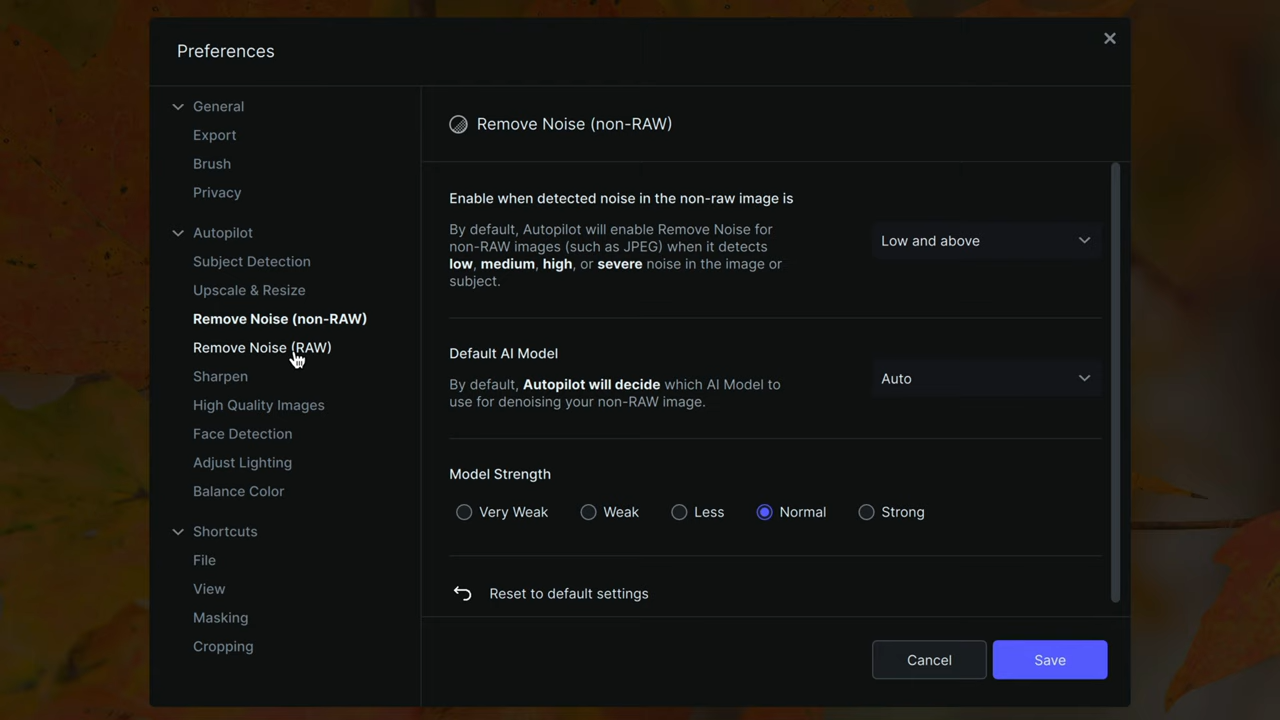 Preferences
General
Export
Brush
Privacy
Autopilot
Subject Detection
Upscale & Resize
Remove Noise (non-RAW)
Remove Noise (RAW)
Sharpen
High Quality Images
Face Detection
Adjust Lighting
Balance Color
Shortcuts
File
View
Masking
Cropping
Remove Noise (non-RAW)
Enable when detected noise in the non-raw image is
By default, Autopilot will enable Remove Noise for
non-RAW images (such as JPEG) when it detects
low, medium, high, or severe noise in the image or
subject.
Low and above
Default AI Model
By default, Autopilot will decide which AI Model to
use for denoising your non-RAW image.
Auto
Model Strength
Very Weak Weak Less Normal Strong
Reset to default settings
Cancel Save